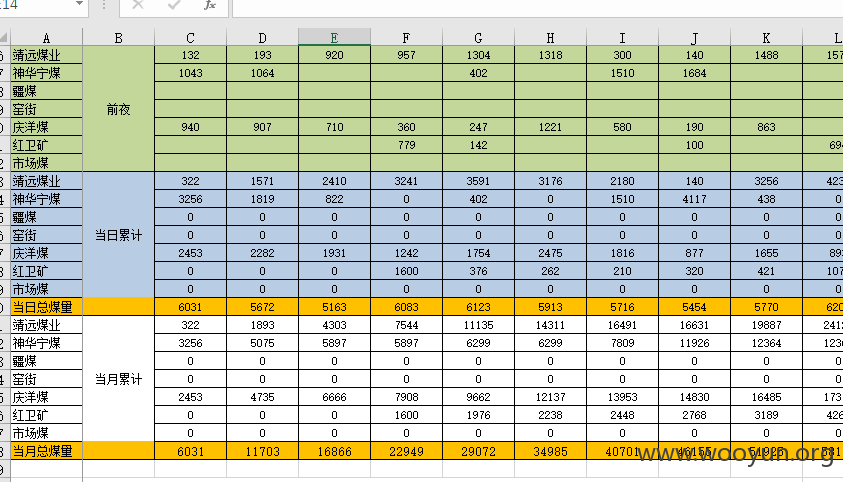 E14 fx
A B C D E F G H I J K L
靖远煤业 132 193 920 957 1304 1318 300 140 1488 157
神华宁煤 1043 1064 402 1510 1684
疆煤
窑街 前夜
庆洋煤 940 907 710 360 247 1221 580 190 863
红卫矿 779 142 100 694
市场煤
靖远煤业 322 1571 2410 3241 3591 3176 2180 140 3256 423
神华宁煤 3256 1819 822 0 402 0 1510 4117 438 0
疆煤 0 0 0 0 0 0 0 0 0 0
窑街 当日累计 0 0 0 0 0 0 0 0 0 0
庆洋煤 2453 2282 1931 1242 1754 2475 1816 877 1655 893
红卫矿 0 0 0 1600 376 262 210 320 421 107
市场煤 0 0 0 0 0 0 0 0 0 0
当日总煤量 6031 5672 5163 6083 6123 5913 5716 5454 5770 620
靖远煤业 322 1893 4303 7544 11135 14311 16491 16631 19887 241
神华宁煤 3256 5075 5897 5897 6299 6299 7809 11926 12364 123
疆煤 0 0 0 0 0 0 0 0 0 0
窑街 当月累计 0 0 0 0 0 0 0 0 0 0
庆洋煤 2453 4735 6666 7908 9662 12137 13953 14830 16485 173
红卫矿 0 0 0 1600 1976 2238 2448 2768 3189 426
市场煤 0 0 0 0 0 0 0 0 0 0
当月总煤量 6031 11703 16866 22949 29072 34985 40701 46155 51925 581
www.wooyun.org